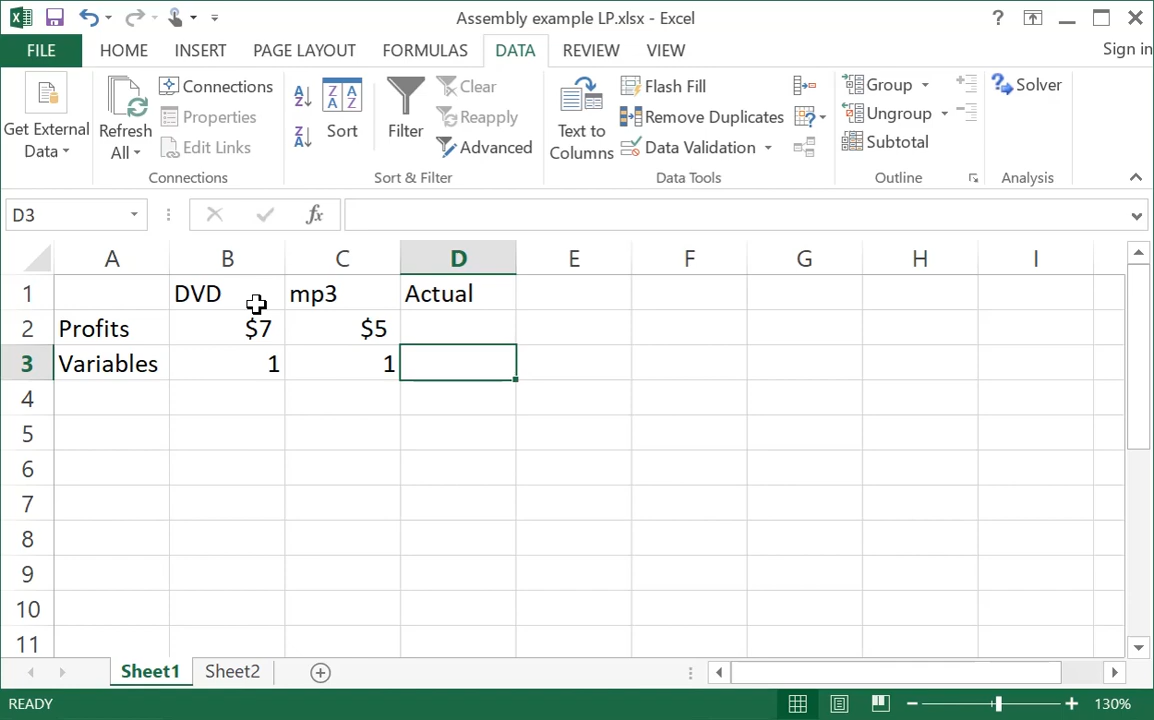 Assembly example LP.xlsx - Excel
?
FILE HOME INSERT PAGE LAYOUT FORMULAS DATA REVIEW VIEW Sign in
Get External Data
Refresh All
Connections
Properties
Edit Links
Connections
Sort
Filter
Clear
Reapply
Advanced
Sort & Filter
Text to Columns
Flash Fill
Remove Duplicates
Data Validation
Data Tools
Group
Ungroup
Subtotal
Outline
Solver
Analysis
D3 fx
A B C D E F G H I
1 DVD mp3 Actual
2 Profits $7 $5
3 Variables 1 1
4
5
6
7
8
9
10
11
Sheet1 Sheet2
READY 130%